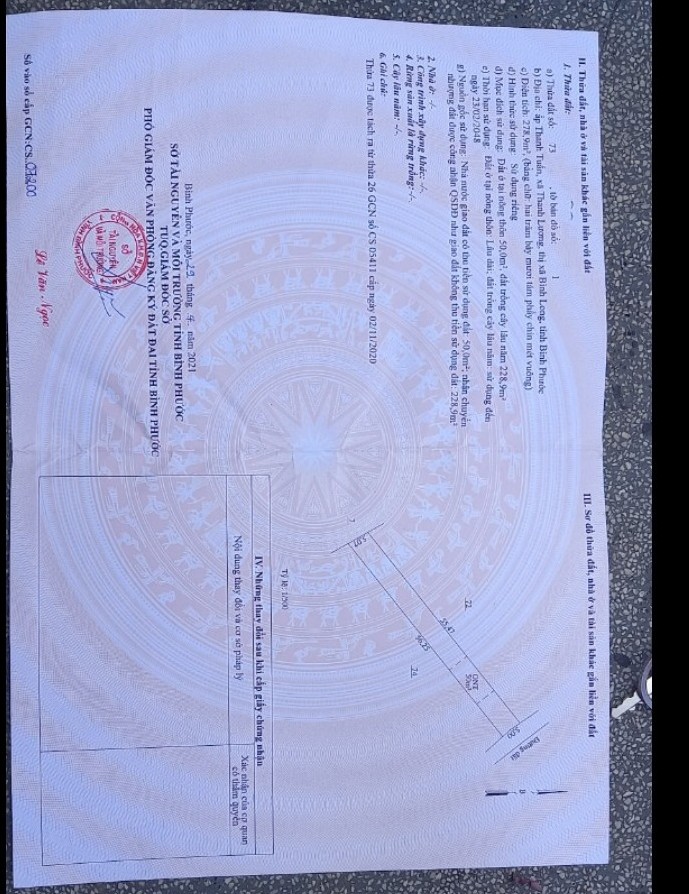 II. Thửa đất, nhà ở và tài sản khác gắn liền với đất
1. Thửa đất:
a) Thửa đất số: 73 , tờ bản đồ số: 1
b) Địa chỉ: ấp Thanh Tuấn, xã Thanh Lương, thị xã Bình Long, tỉnh Bình Phước
c) Diện tích: 278,9m², (bằng chữ: hai trăm bảy mươi tám phẩy chín mét vuông)
d) Hình thức sử dụng: Sử dụng riêng
đ) Mục đích sử dụng: Đất ở tại nông thôn 50,0m²; đất trồng cây lâu năm 228,9m²
e) Thời hạn sử dụng: Đất ở tại nông thôn: Lâu dài; đất trồng cây lâu năm: sử dụng đến
ngày 23/02/2048
g) Nguồn gốc sử dụng: Nhà nước giao đất có thu tiền sử dụng đất: 50,0m²; nhận chuyển
nhượng đất được công nhận QSDĐ như giao đất không thu tiền sử dụng đất: 228,9m²
2. Nhà ở: -/-.
3. Công trình xây dựng khác: -/-.
4. Rừng sản xuất là rừng trồng: -/-.
5. Cây lâu năm: -/-.
6. Ghi chú:
Thửa 73 được tách ra từ thửa 26 GCN số CS 05411 cấp ngày 02/11/2020
Bình Phước, ngày 29 tháng 4 năm 2021
SỞ TÀI NGUYÊN VÀ MÔI TRƯỜNG TỈNH BÌNH PHƯỚC
TUQ.GIÁM ĐỐC SỞ
PHÓ GIÁM ĐỐC VĂN PHÒNG ĐĂNG KÝ ĐẤT ĐAI TỈNH BÌNH PHƯỚC
SỞ
TÀI NGUYÊN
VÀ MÔI TRƯỜNG
Lê Văn Ngọc
Số vào sổ cấp GCN:CS
III. Sơ đồ thửa đất, nhà ở và tài sản khác gắn liền với đất
B
Đường đất
5.00
ONT
50m²
72
55.47
56.25
74
5.07
7
Tỷ lệ: 1/500
IV. Những thay đổi sau khi cấp giấy chứng nhận
Nội dung thay đổi và cơ sở pháp lý
Xác nhận của cơ quan
có thẩm quyền